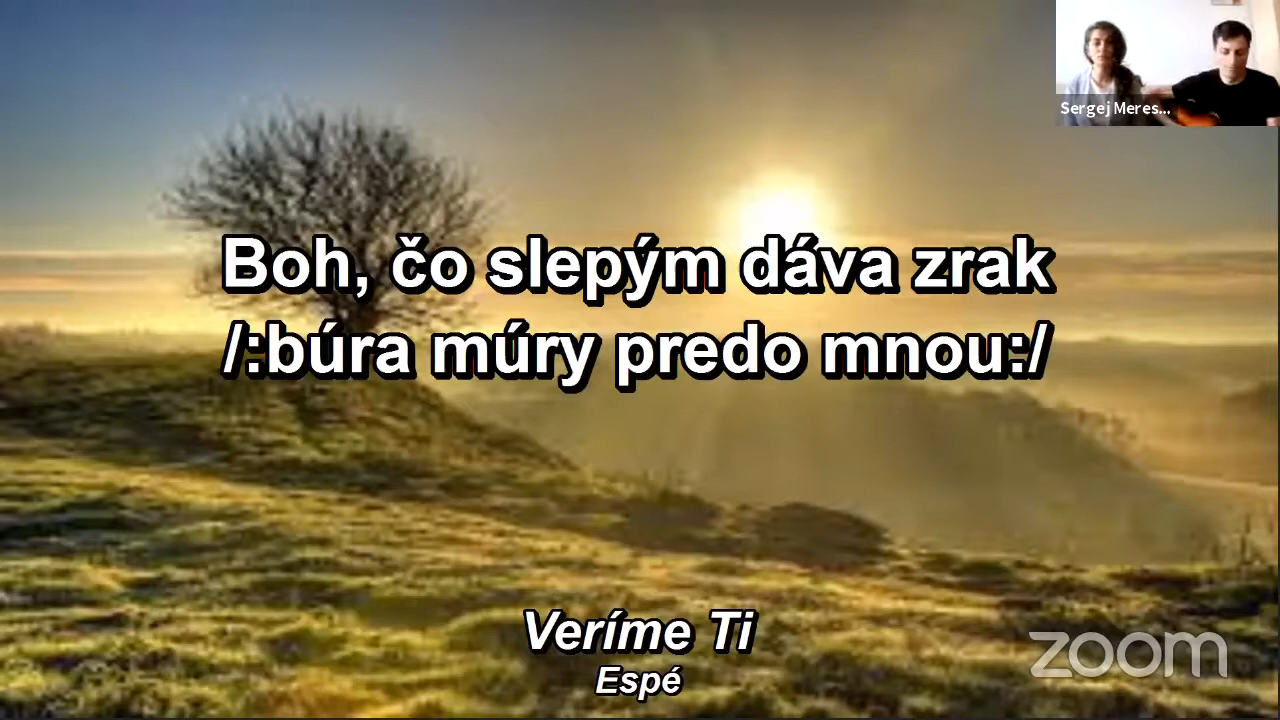 Sergej Meres...
Boh, čo slepým dáva zrak
/:búra múry predo mnou:/
Veríme Ti
Espé
zoom